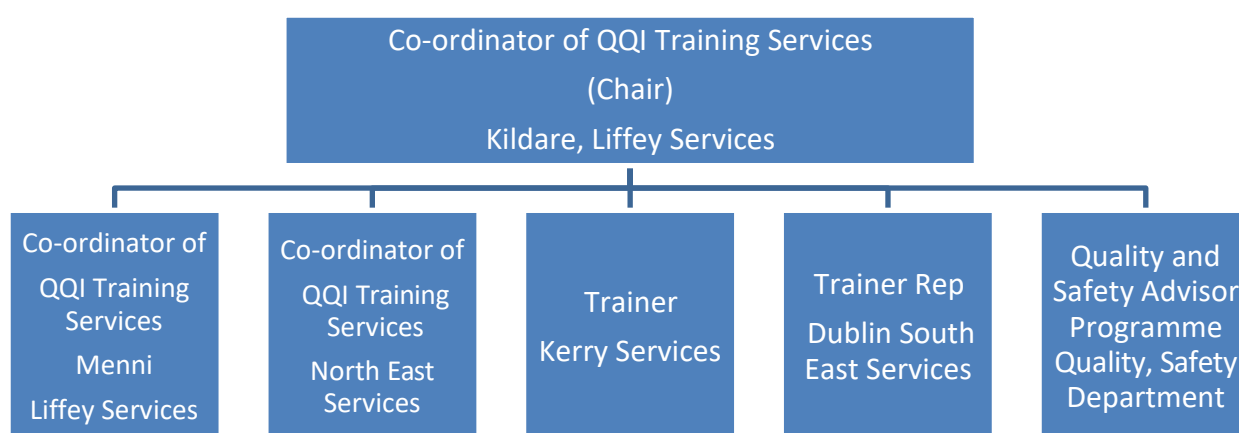 Co-ordinator of QQI Training Services
(Chair)
Kildare, Liffey Services
Co-ordinator of
QQI Training
Services
Menni
Liffey Services
Co-ordinator of
QQI Training
Services
North East
Services
Trainer
Kerry Services
Trainer Rep
Dublin South
East Services
Quality and
Safety Advisor
Programme
Quality, Safety
Department